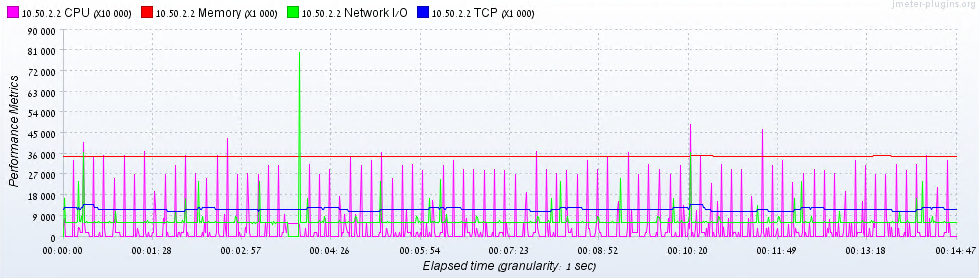 jmeter-plugins.org
10.50.2.2 CPU (X10 000) 10.50.2.2 Memory (X1 000) 10.50.2.2 Network I/O 10.50.2.2 TCP (X1 000)
90 000
81 000
72 000
63 000
54 000
45 000
36 000
27 000
18 000
9 000
0
Performance Metrics
00:00:00 00:01:28 00:02:57 00:04:26 00:05:54 00:07:23 00:08:52 00:10:20 00:11:49 00:13:18 00:14:47
Elapsed time (granularity: 1 sec)